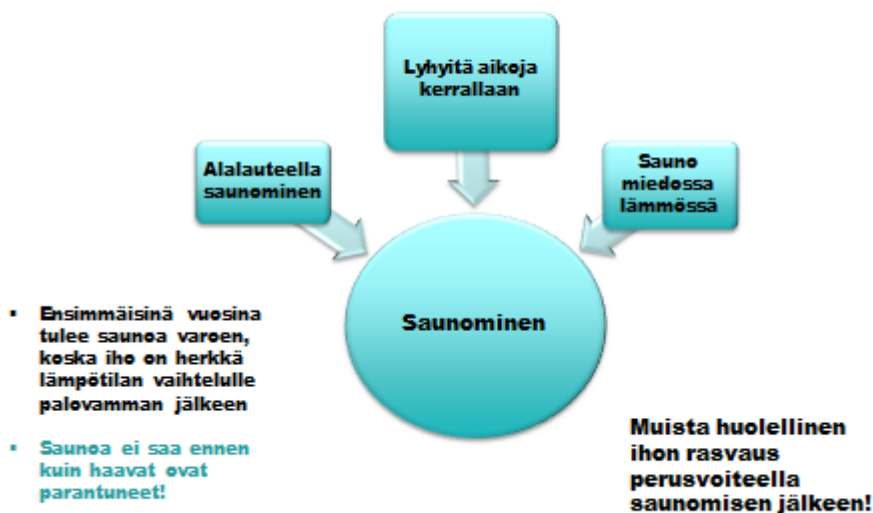 Lyhyitä aikoja
kerrallaan
Alalauteella
saunominen
Sauno
miedossa
lämmössä
Saunominen
▪ Ensimmäisinä vuosina
tulee saunoa varoen,
koska iho on herkkä
lämpötilan vaihtelulle
palovamman jälkeen
▪ Saunoa ei saa ennen
kuin haavat ovat
parantuneet!
Muista huolellinen
ihon rasvaus
perusvoiteella
saunomisen jälkeen!